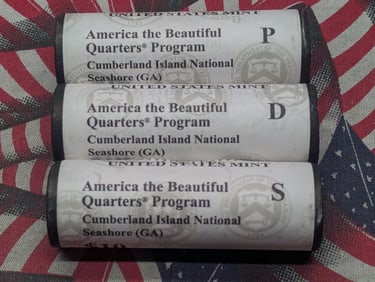 UNITED STATES MINT
America the Beautiful
Quarters® Program
P
Cumberland Island National
Seashore (GA)
UNITED STATES MINT
America the Beautiful
Quarters® Program
D
Cumberland Island National
Seashore (GA)
UNITED STATES MINT
America the Beautiful
Quarters® Program
S
Cumberland Island National
Seashore (GA)
$10